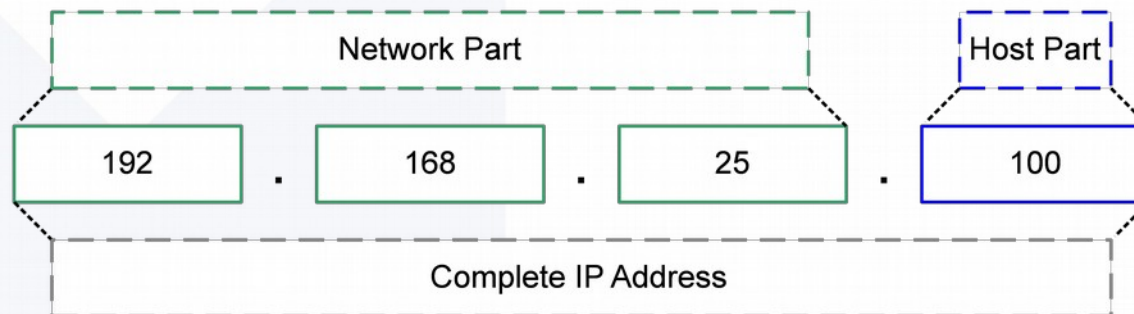 Network Part Host Part
192 . 168 . 25 . 100
Complete IP Address